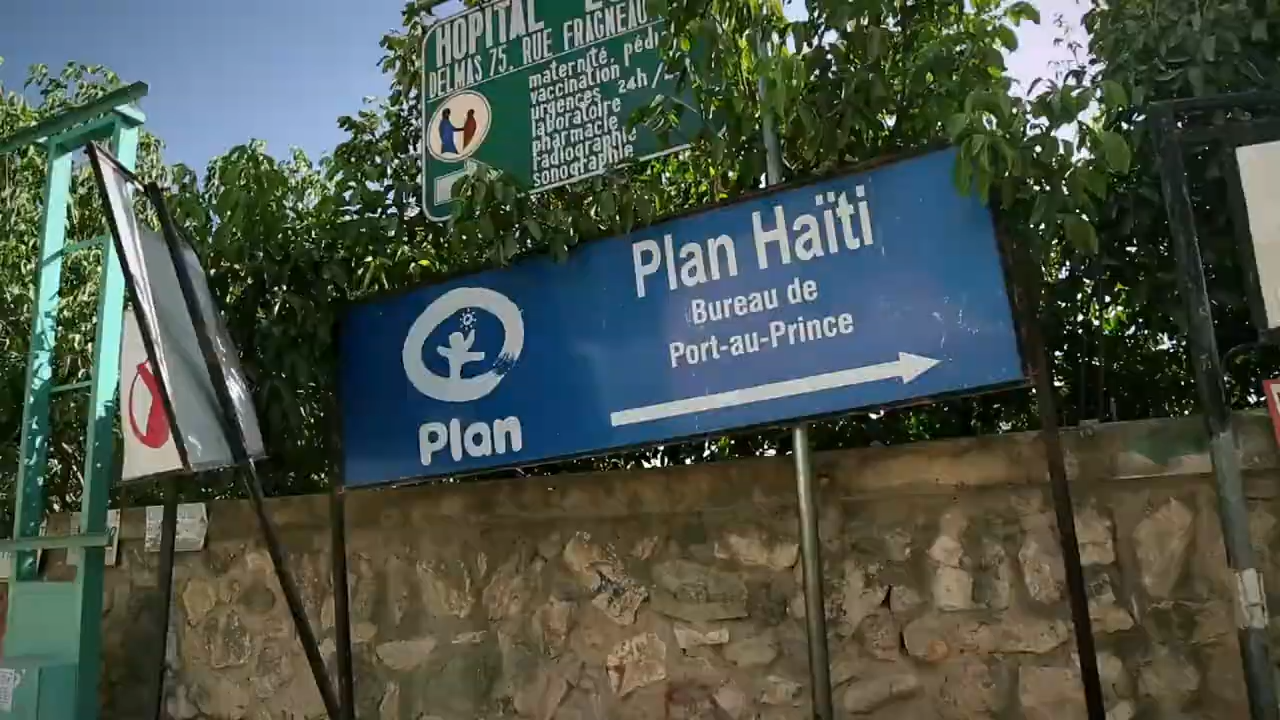 HOPITAL
DELMAS 75, RUE FRAGNEAU
maternité, pédi
vaccination
urgences 24h/
laboratoire
pharmacie
radiographie
sonographie
Plan Haïti
Bureau de
Port-au-Prince
Plan